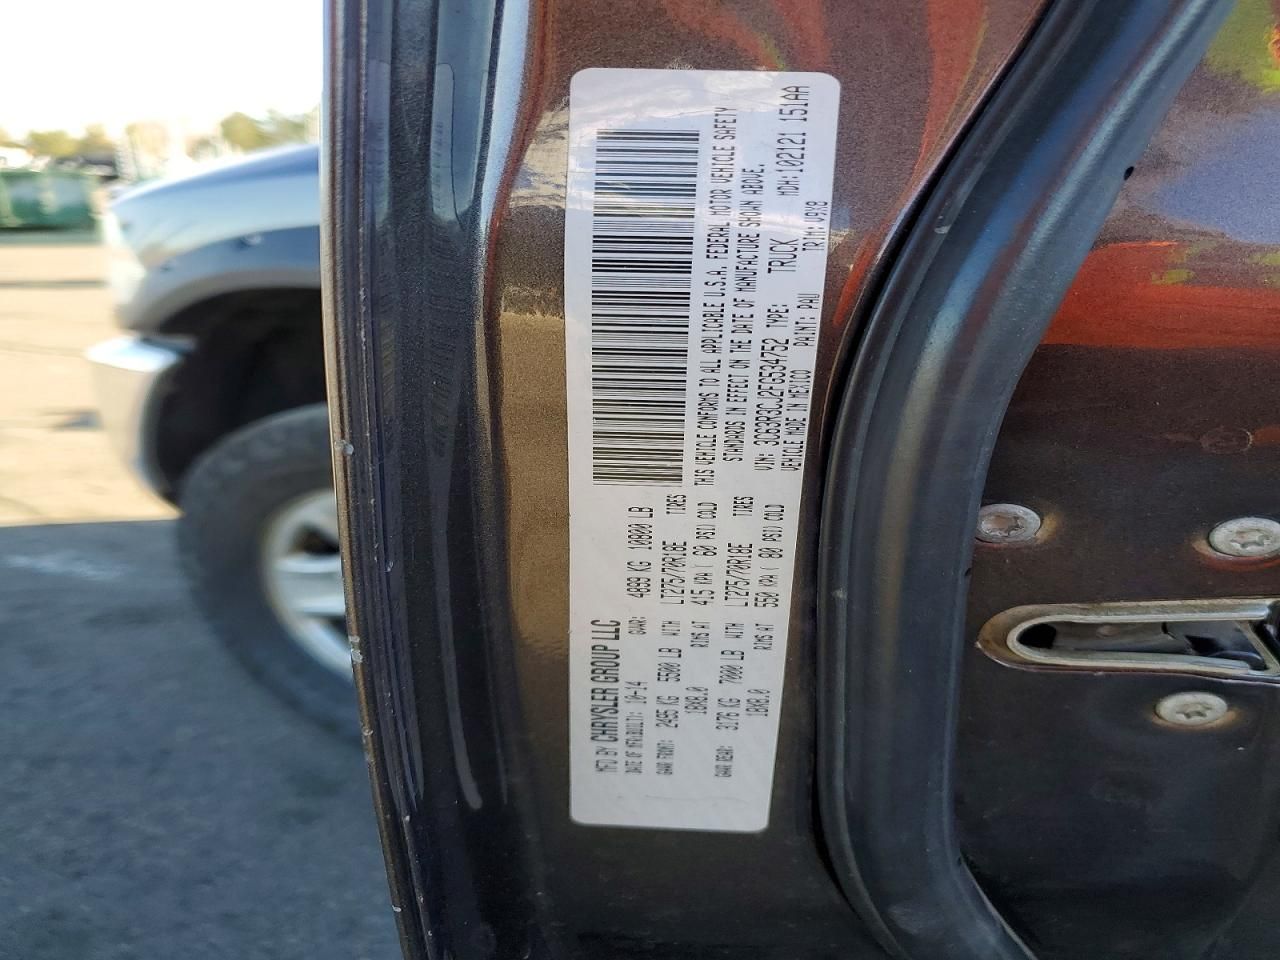 MFD BY CHRYSLER GROUP LLC
DATE OF MFR/BUILT: 10-14 GVWR: 4899 KG 10800 LB
GAWR FRONT: 2495 KG 5500 LB WITH LT275/70R18E TIRES
18X8.0 RIMS AT 415 KPA( 60 PSI) COLD
GAWR REAR: 3176 KG 7000 LB WITH LT275/70R18E TIRES
18X8.0 RIMS AT 550 KPA( 80 PSI) COLD
THIS VEHICLE CONFORMS TO ALL APPLICABLE U.S.A. FEDERAL MOTOR VEHICLE SAFETY
STANDARDS IN EFFECT ON THE DATE OF MANUFACTURE SHOWN ABOVE.
VIN: 3C63R3CJ2FG534752 TYPE: TRUCK MDH: 102121 151AA
VEHICLE MADE IN MEXICO PAINT: PAU TRIM: V9X8